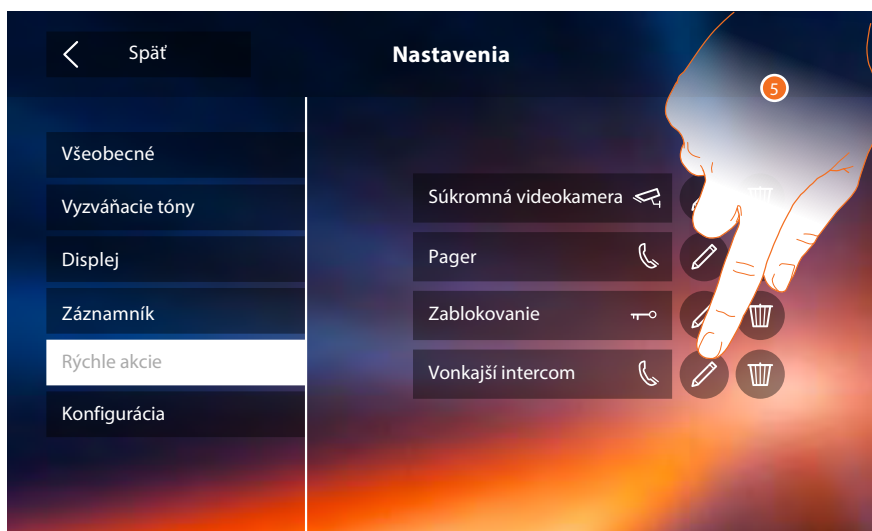 Späť
Nastavenia
5
Všeobecné
Vyzváňacie tóny
Displej
Záznamník
Rýchle akcie
Konfigurácia
Súkromná videokamera
Pager
Zablokovanie
Vonkajší intercom